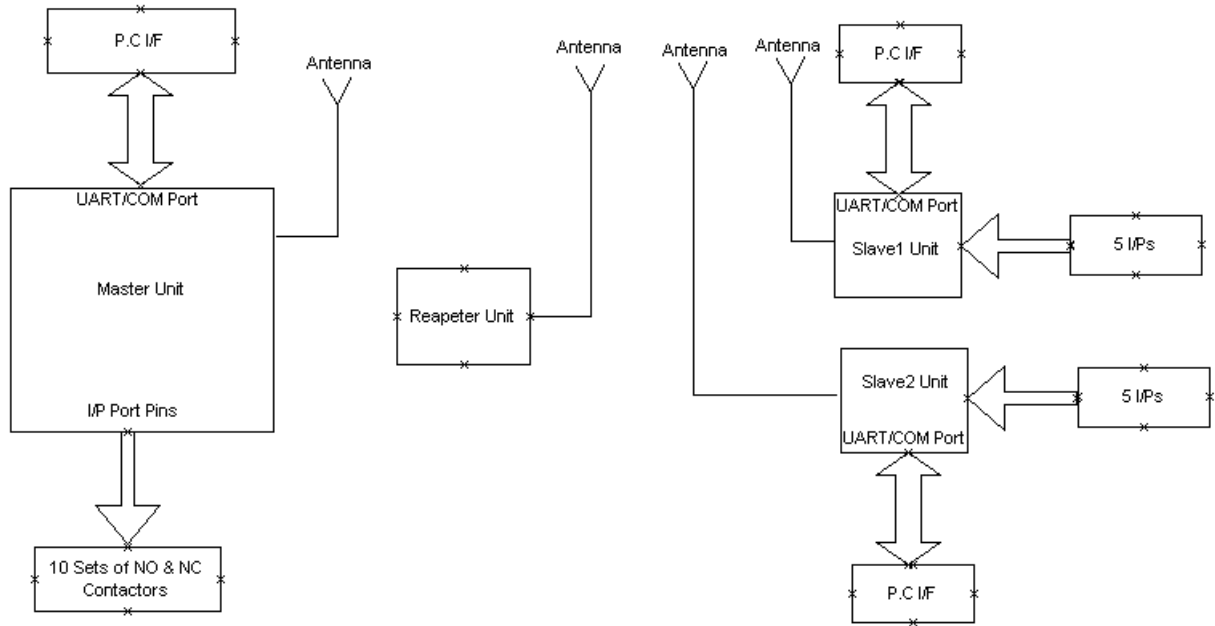 P.C I/F
Antenna
UART/COM Port
Master Unit
I/P Port Pins
10 Sets of NO & NC
Contactors
Antenna
Reapeter Unit
Antenna
Antenna
P.C I/F
UART/COM Port
Slave1 Unit
5 I/Ps
Slave2 Unit
UART/COM Port
5 I/Ps
P.C I/F